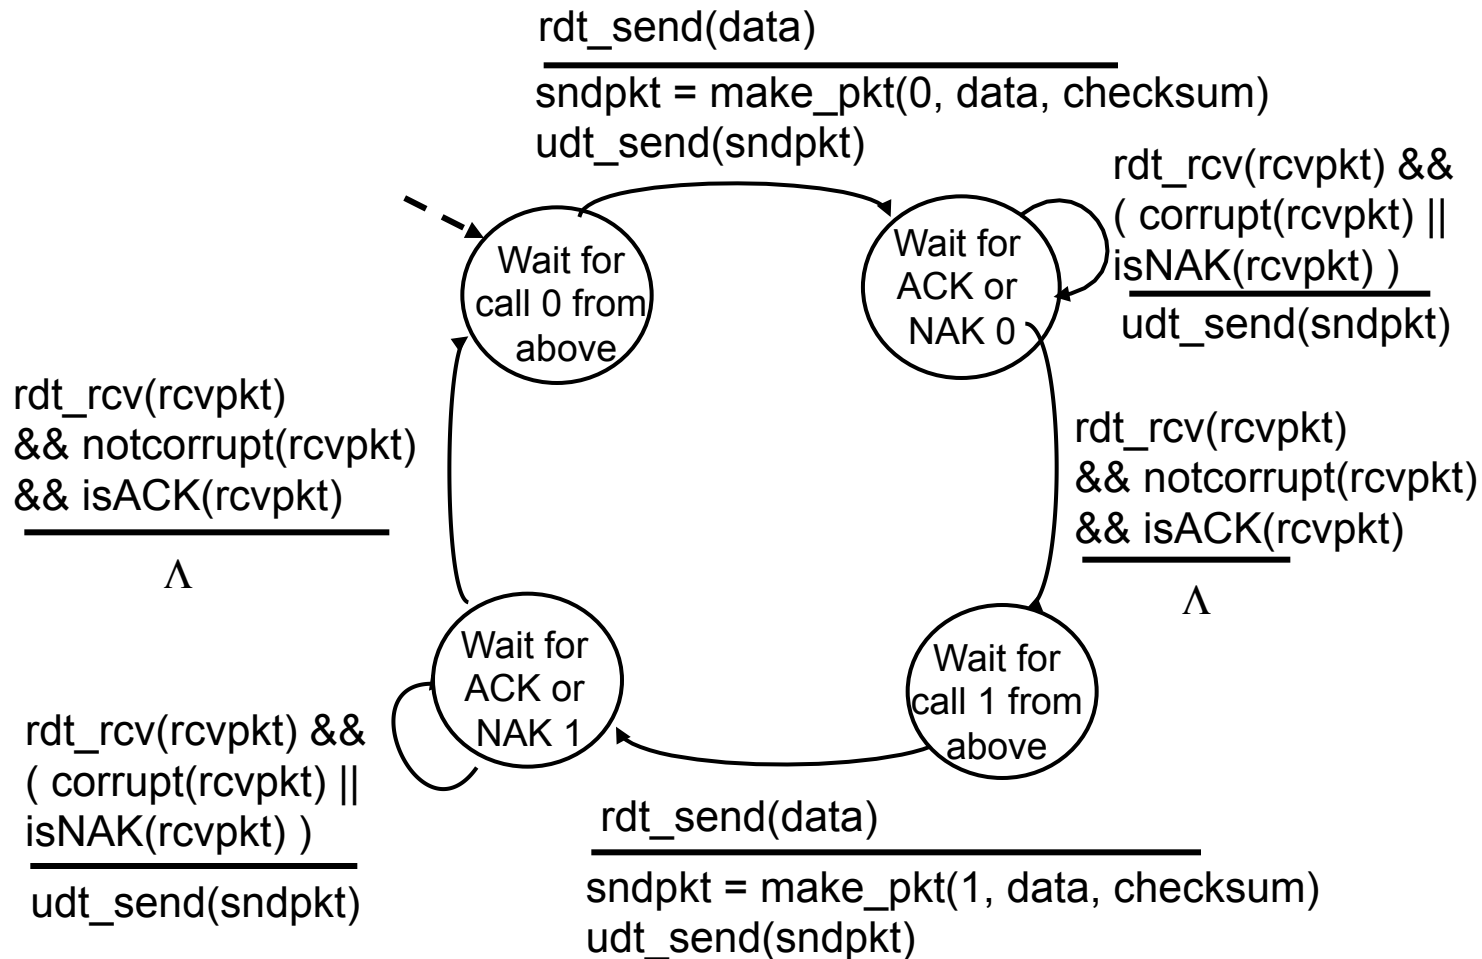 rdt_send(data)
sndpkt = make_pkt(0, data, checksum)
udt_send(sndpkt)
rdt_rcv(rcvpkt) &&
( corrupt(rcvpkt) ||
isNAK(rcvpkt) )
udt_send(sndpkt)
Wait for
call 0 from
above
Wait for
ACK or
NAK 0
rdt_rcv(rcvpkt)
&& notcorrupt(rcvpkt)
&& isACK(rcvpkt)
Λ
rdt_rcv(rcvpkt)
&& notcorrupt(rcvpkt)
&& isACK(rcvpkt)
Λ
Wait for
ACK or
NAK 1
Wait for
call 1 from
above
rdt_rcv(rcvpkt) &&
( corrupt(rcvpkt) ||
isNAK(rcvpkt) )
udt_send(sndpkt)
rdt_send(data)
sndpkt = make_pkt(1, data, checksum)
udt_send(sndpkt)